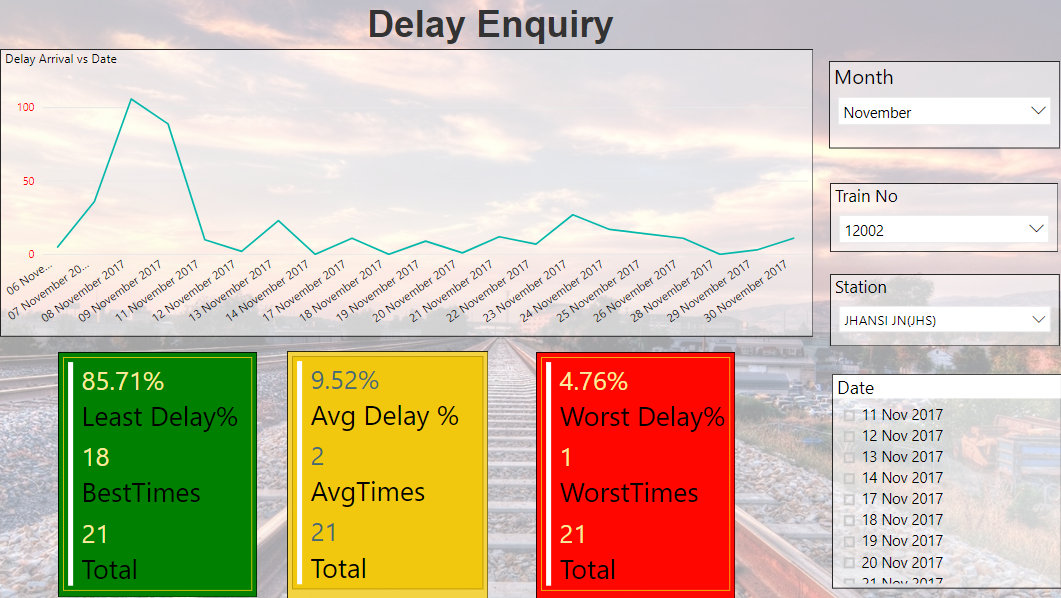 Delay Enquiry
Delay Arrival vs Date
100
50
0
06 Nove...
07 November 20...
08 November 2017
09 November 2017
11 November 2017
12 November 2017
13 November 2017
14 November 2017
17 November 2017
18 November 2017
19 November 2017
20 November 2017
21 November 2017
22 November 2017
23 November 2017
24 November 2017
25 November 2017
26 November 2017
28 November 2017
29 November 2017
30 November 2017
Month
November
Train No
12002
Station
JHANSI JN(JHS)
Date
11 Nov 2017
12 Nov 2017
13 Nov 2017
14 Nov 2017
17 Nov 2017
18 Nov 2017
19 Nov 2017
20 Nov 2017
21 Nov 2017
85.71%
Least Delay%
18
BestTimes
21
Total
9.52%
Avg Delay %
2
AvgTimes
21
Total
4.76%
Worst Delay%
1
WorstTimes
21
Total